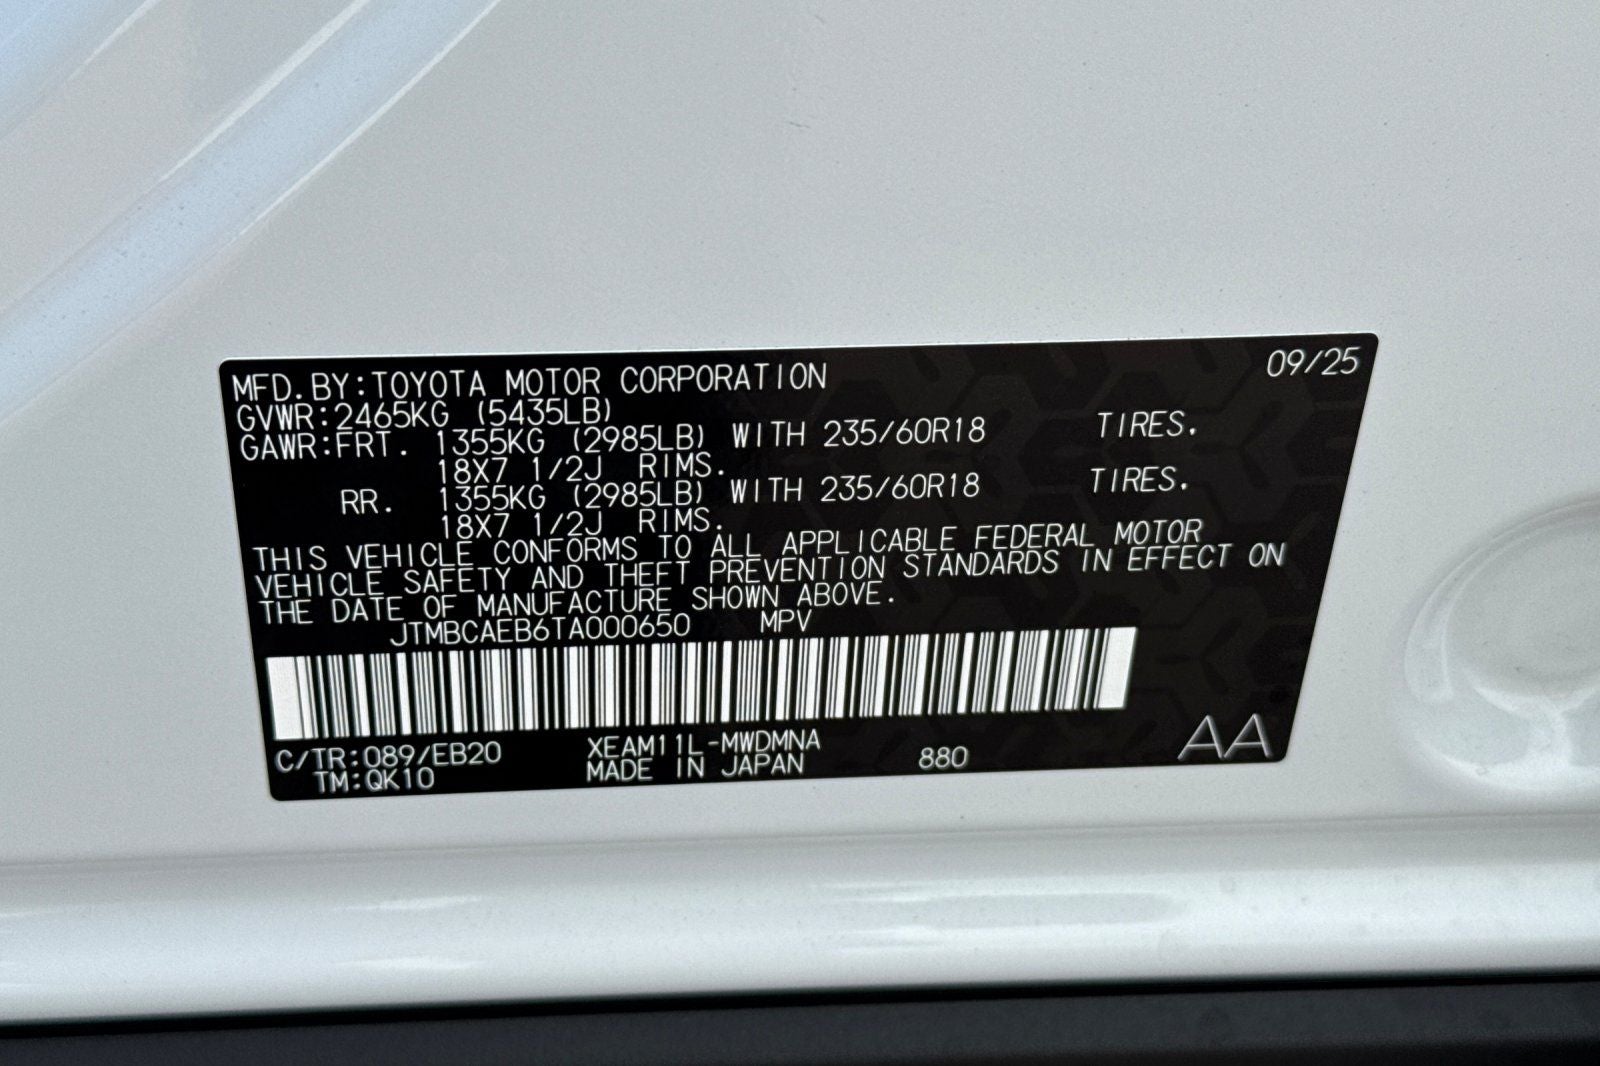 09/25
MFD.BY:TOYOTA MOTOR CORPORATION
GVWR:2465KG (5435LB)
GAWR:FRT. 1355KG (2985LB) WITH 235/60R18 TIRES.
18X7 1/2J RIMS.
RR. 1355KG (2985LB) WITH 235/60R18 TIRES.
18X7 1/2J RIMS.
THIS VEHICLE CONFORMS TO ALL APPLICABLE FEDERAL MOTOR
VEHICLE SAFETY AND THEFT PREVENTION STANDARDS IN EFFECT ON
THE DATE OF MANUFACTURE SHOWN ABOVE.
JTMBCAEB6TA000650 MPV
C/TR:089/EB20 XEAM11L-MWDMNA 880 AA
TM:QK10 MADE IN JAPAN